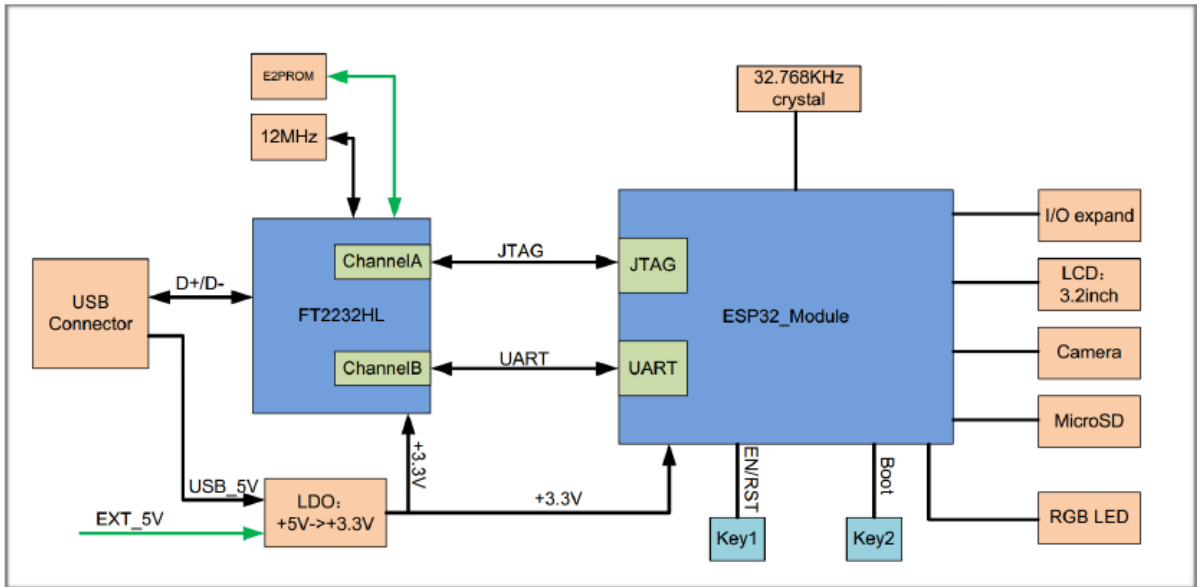 E2PROM
12MHz
32.768KHz
crystal
I/O expand
LCD：
3.2inch
Camera
MicroSD
RGB LED
USB
Connector
D+/D-
FT2232HL
ChannelA
ChannelB
JTAG
UART
JTAG
UART
ESP32_Module
USB_5V
EXT_5V
LDO：
+5V->+3.3V
+3.3V
+3.3V
EN/RST
Boot
Key1
Key2